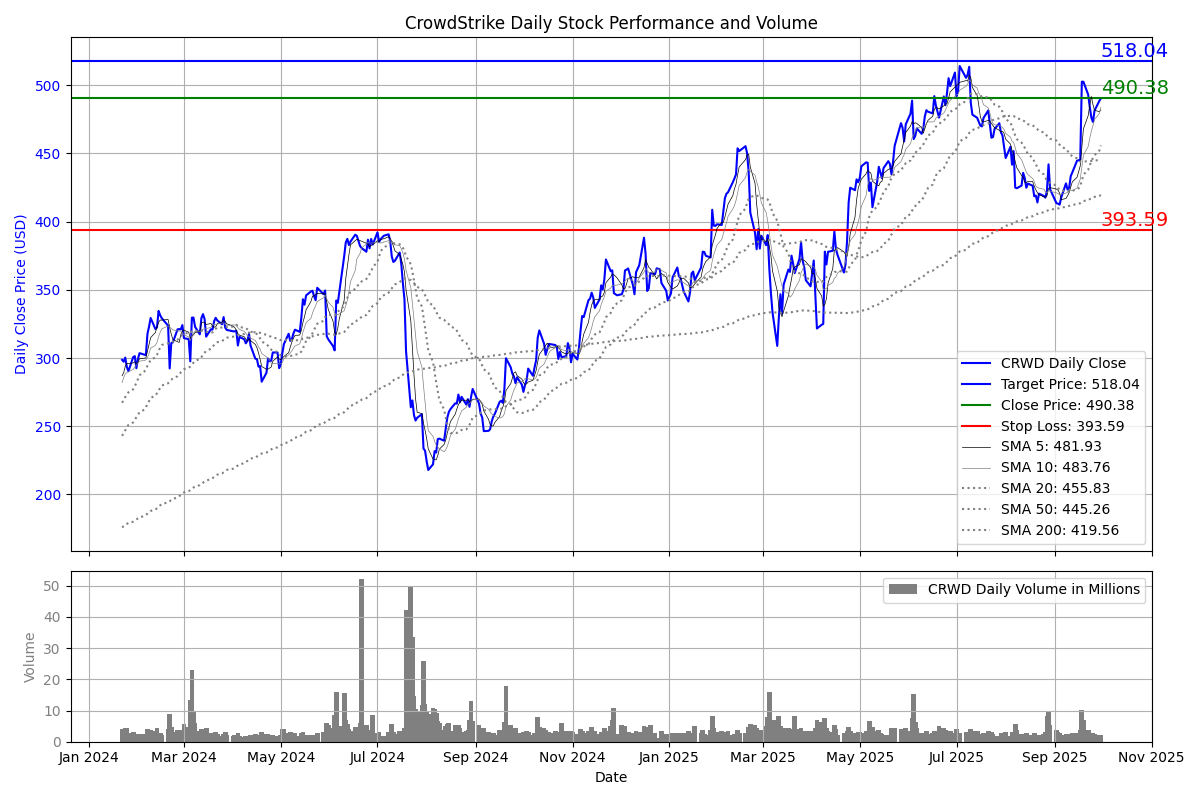 CrowdStrike Daily Stock Performance and Volume
518.04
500
490.38
450
400
393.59
350
300
250
200
Daily Close Price (USD)
CRWD Daily Close
Target Price: 518.04
Close Price: 490.38
Stop Loss: 393.59
SMA 5: 481.93
SMA 10: 483.76
SMA 20: 455.83
SMA 50: 445.26
SMA 200: 419.56
50
40
30
20
10
0
Volume
CRWD Daily Volume in Millions
Jan 2024 Mar 2024 May 2024 Jul 2024 Sep 2024 Nov 2024 Jan 2025 Mar 2025 May 2025 Jul 2025 Sep 2025 Nov 2025
Date